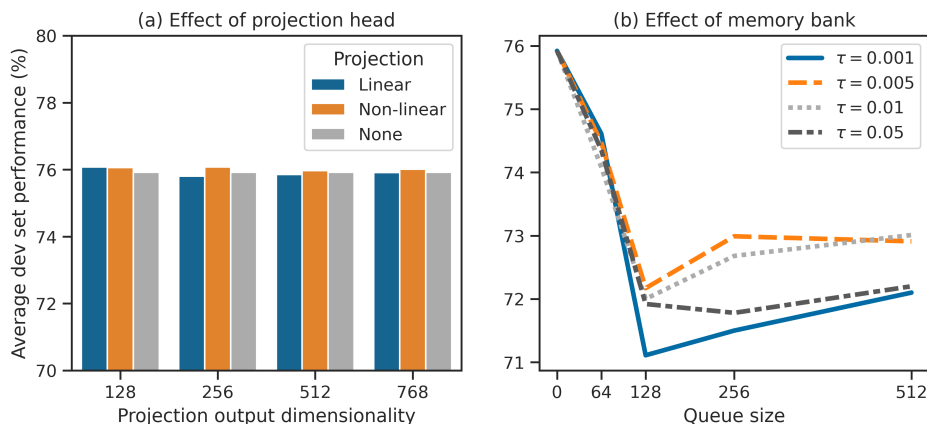 (a) Effect of projection head
Average dev set performance (%)
80
78
76
74
72
70
Projection
Linear
Non-linear
None
128 256 512 768
Projection output dimensionality
(b) Effect of memory bank
76
75
74
73
72
71
τ = 0.001
τ = 0.005
τ = 0.01
τ = 0.05
0 64 128 256 512
Queue size